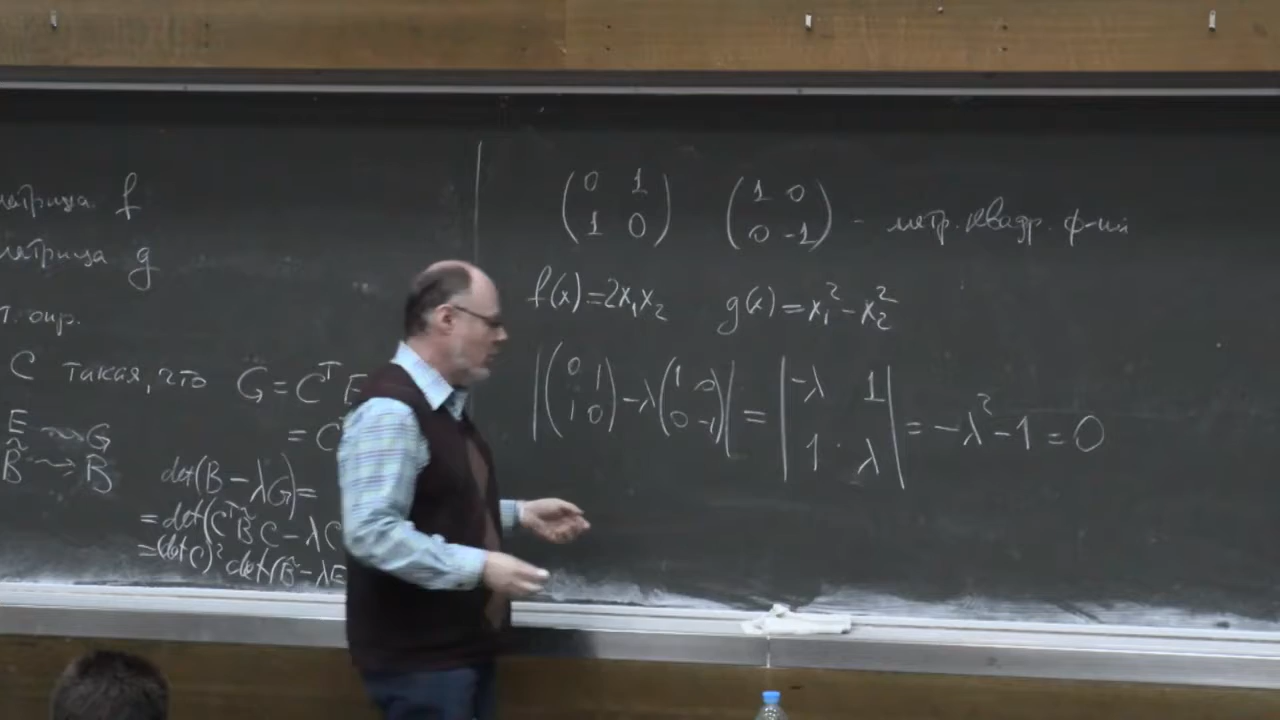 матрица f
матрица g
т. опр.
C такая, что G = C^T E
= C
E ⇝ G
B̃ ⇝ B
det(B − λG) =
= det(C^T B̃ C − λC
= (det C)² det(B̃ − λE
(0 1; 1 0) (1 0; 0 -1) – матр. квадр. ф-ий
f(x) = 2x₁x₂ g(x) = x₁² − x₂²
|(0 1; 1 0) − λ(1 0; 0 -1)| = |−λ 1; 1 λ| = −λ² − 1 = 0